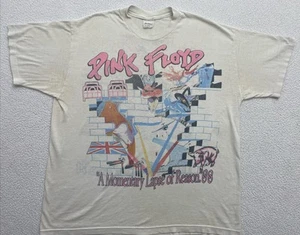 PINK FLOYD
"A Momentary Lapse of Reason." 88